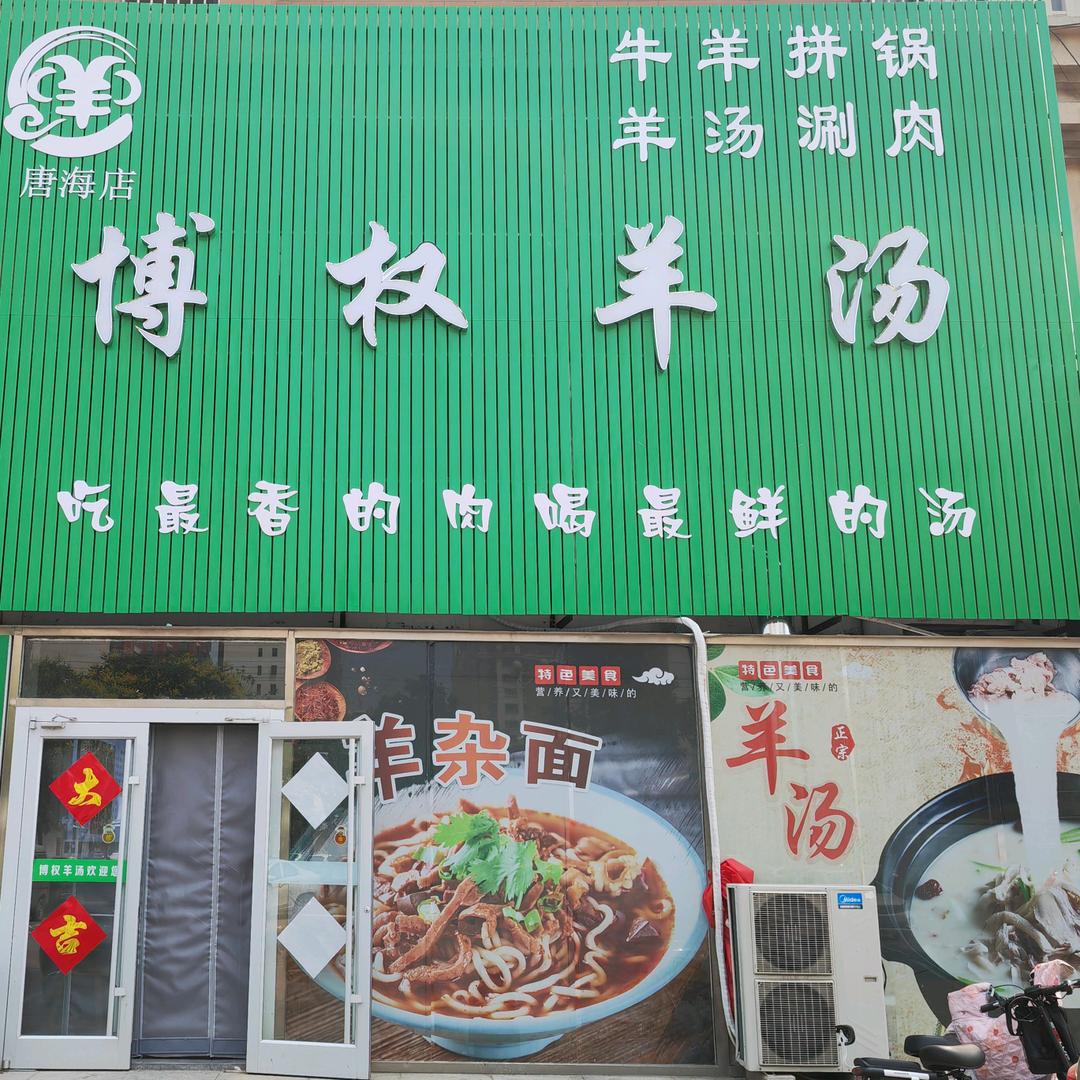 牛羊拼锅
羊汤涮肉
羊
唐海店
博权羊汤
吃最香的肉喝最鲜的汤
特色美食
营/养/又/美/味/的
羊杂面
特色美食
营/养/又/美/味/的
羊汤
正宗
大
吉
博权羊汤欢迎您
Midea